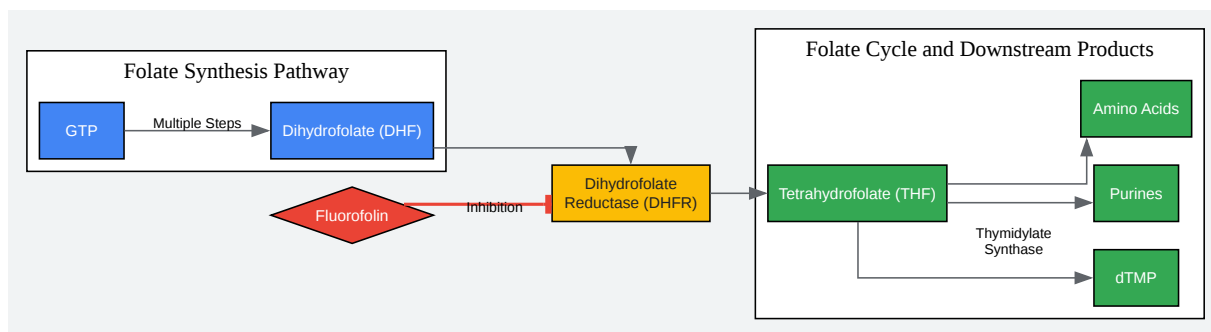 Folate Synthesis Pathway
GTP
Multiple Steps
Dihydrofolate (DHF)
Fluorofolin
Inhibition
Dihydrofolate
Reductase (DHFR)
Folate Cycle and Downstream Products
Tetrahydrofolate (THF)
Amino Acids
Purines
Thymidylate
Synthase
dTMP